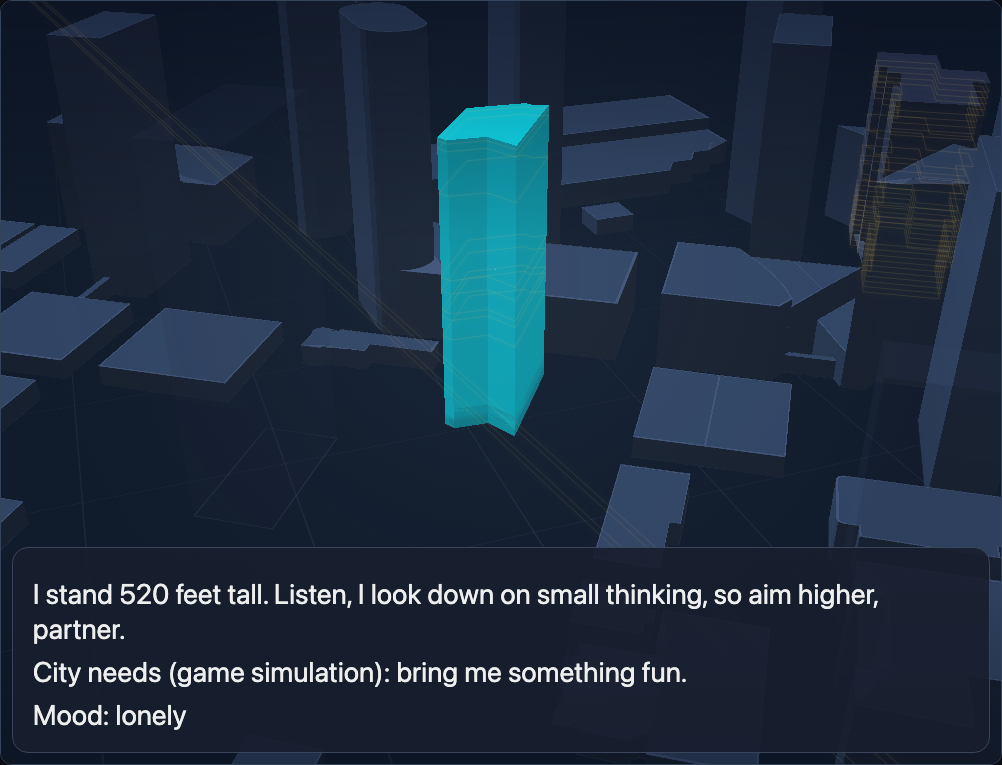 I stand 520 feet tall. Listen, I look down on small thinking, so aim higher,
partner.
City needs (game simulation): bring me something fun.
Mood: lonely